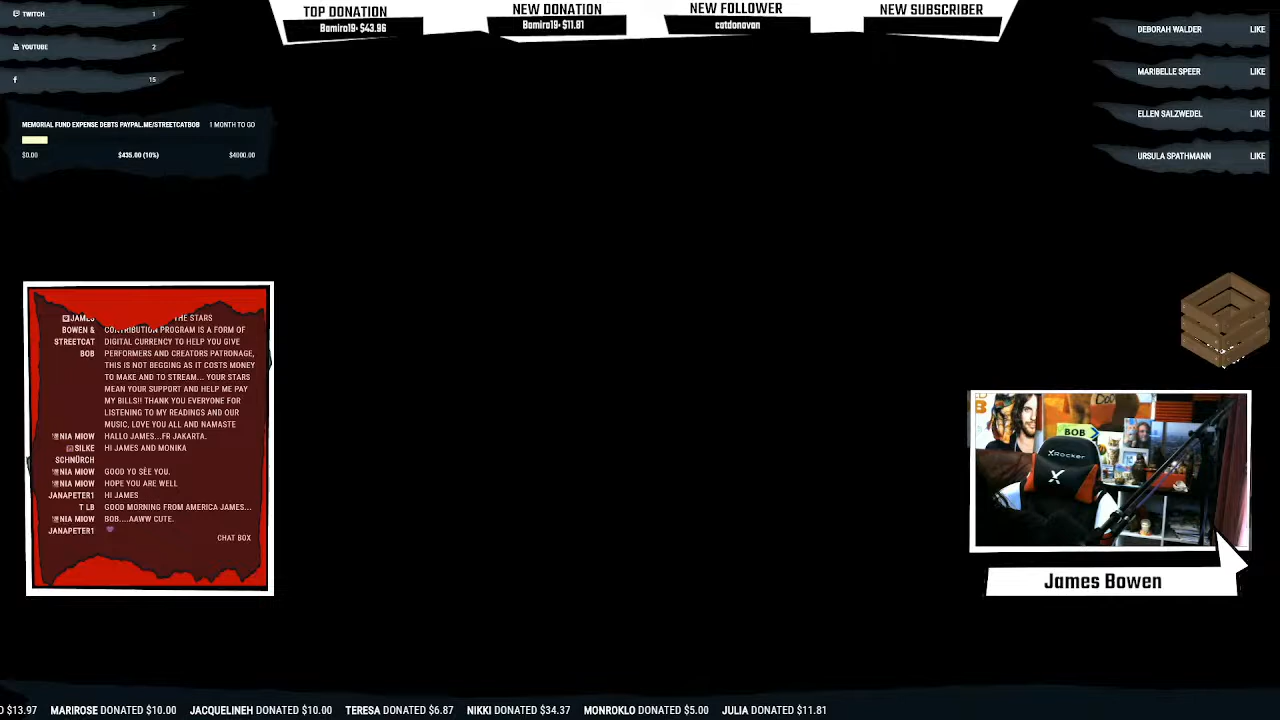 TWITCH 1
YOUTUBE 2
15
MEMORIAL FUND EXPENSE DEBTS PAYPAL.ME/STREETCATBOB 1 MONTH TO GO
$0.00 $435.00 (10%) $4000.00
TOP DONATION
Bamiro19- $43.96
NEW DONATION
Bamiro19- $11.81
NEW FOLLOWER
catdonovan
NEW SUBSCRIBER
DEBORAH WALDER LIKE
MARIBELLE SPEER LIKE
ELLEN SALZWEDEL LIKE
URSULA SPATHMANN LIKE
JAMES THE STARS
BOWEN & CONTRIBUTION PROGRAM IS A FORM OF
STREETCAT DIGITAL CURRENCY TO HELP YOU GIVE
BOB PERFORMERS AND CREATORS PATRONAGE,
THIS IS NOT BEGGING AS IT COSTS MONEY
TO MAKE AND TO STREAM... YOUR STARS
MEAN YOUR SUPPORT AND HELP ME PAY
MY BILLS!! THANK YOU EVERYONE FOR
LISTENING TO MY READINGS AND OUR
MUSIC, LOVE YOU ALL AND NAMASTE
NIA MIOW HALLO JAMES...FR JAKARTA.
SILKE HI JAMES AND MONIKA
SCHNÜRCH
NIA MIOW GOOD YO SEE YOU.
NIA MIOW HOPE YOU ARE WELL
JANAPETER1 HI JAMES
T LB GOOD MORNING FROM AMERICA JAMES...
NIA MIOW BOB....AAWW CUTE.
JANAPETER1 💜
CHAT BOX
BOB
XRocker
X
James Bowen
$13.97 MARIROSE DONATED $10.00 JACQUELINEH DONATED $10.00 TERESA DONATED $6.87 NIKKI DONATED $34.37 MONROKLO DONATED $5.00 JULIA DONATED $11.81